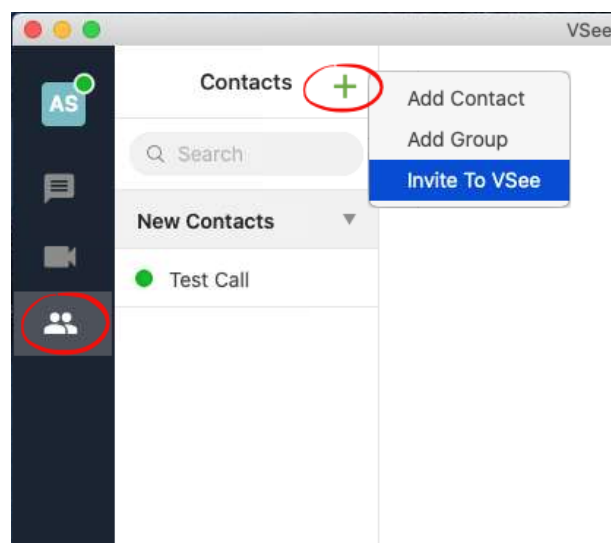 VSee
AS
Contacts
Add Contact
Add Group
Invite To VSee
Search
New Contacts
Test Call